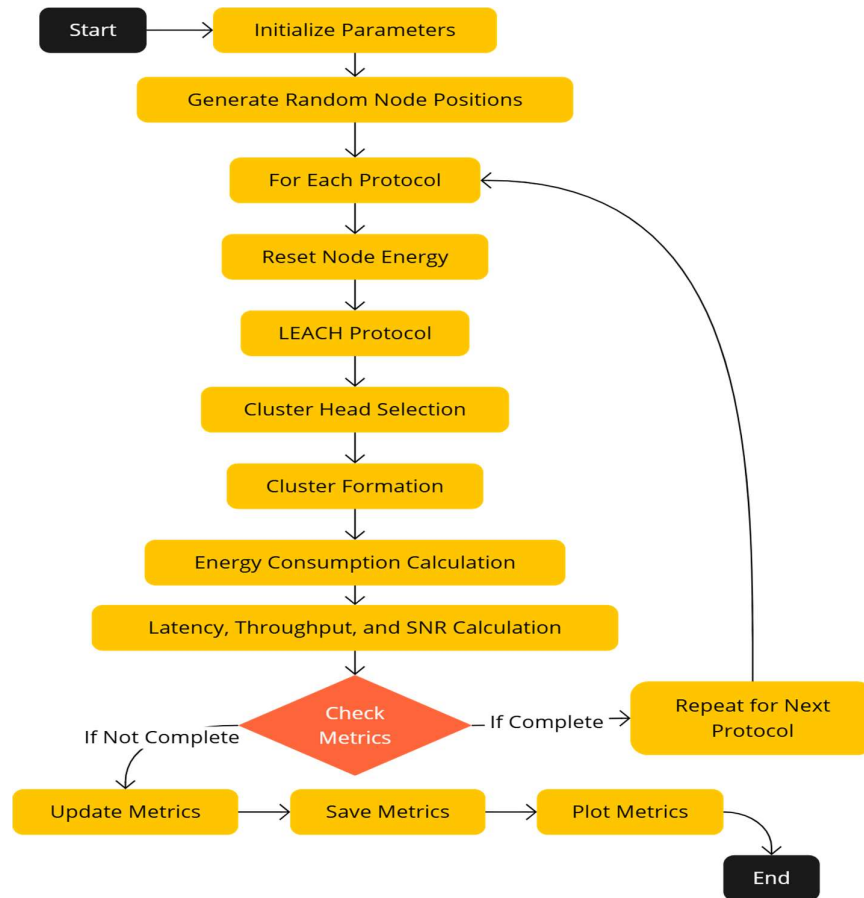 Start
Initialize Parameters
Generate Random Node Positions
For Each Protocol
Reset Node Energy
LEACH Protocol
Cluster Head Selection
Cluster Formation
Energy Consumption Calculation
Latency, Throughput, and SNR Calculation
Check
Metrics
If Not Complete
If Complete
Repeat for Next
Protocol
Update Metrics
Save Metrics
Plot Metrics
End